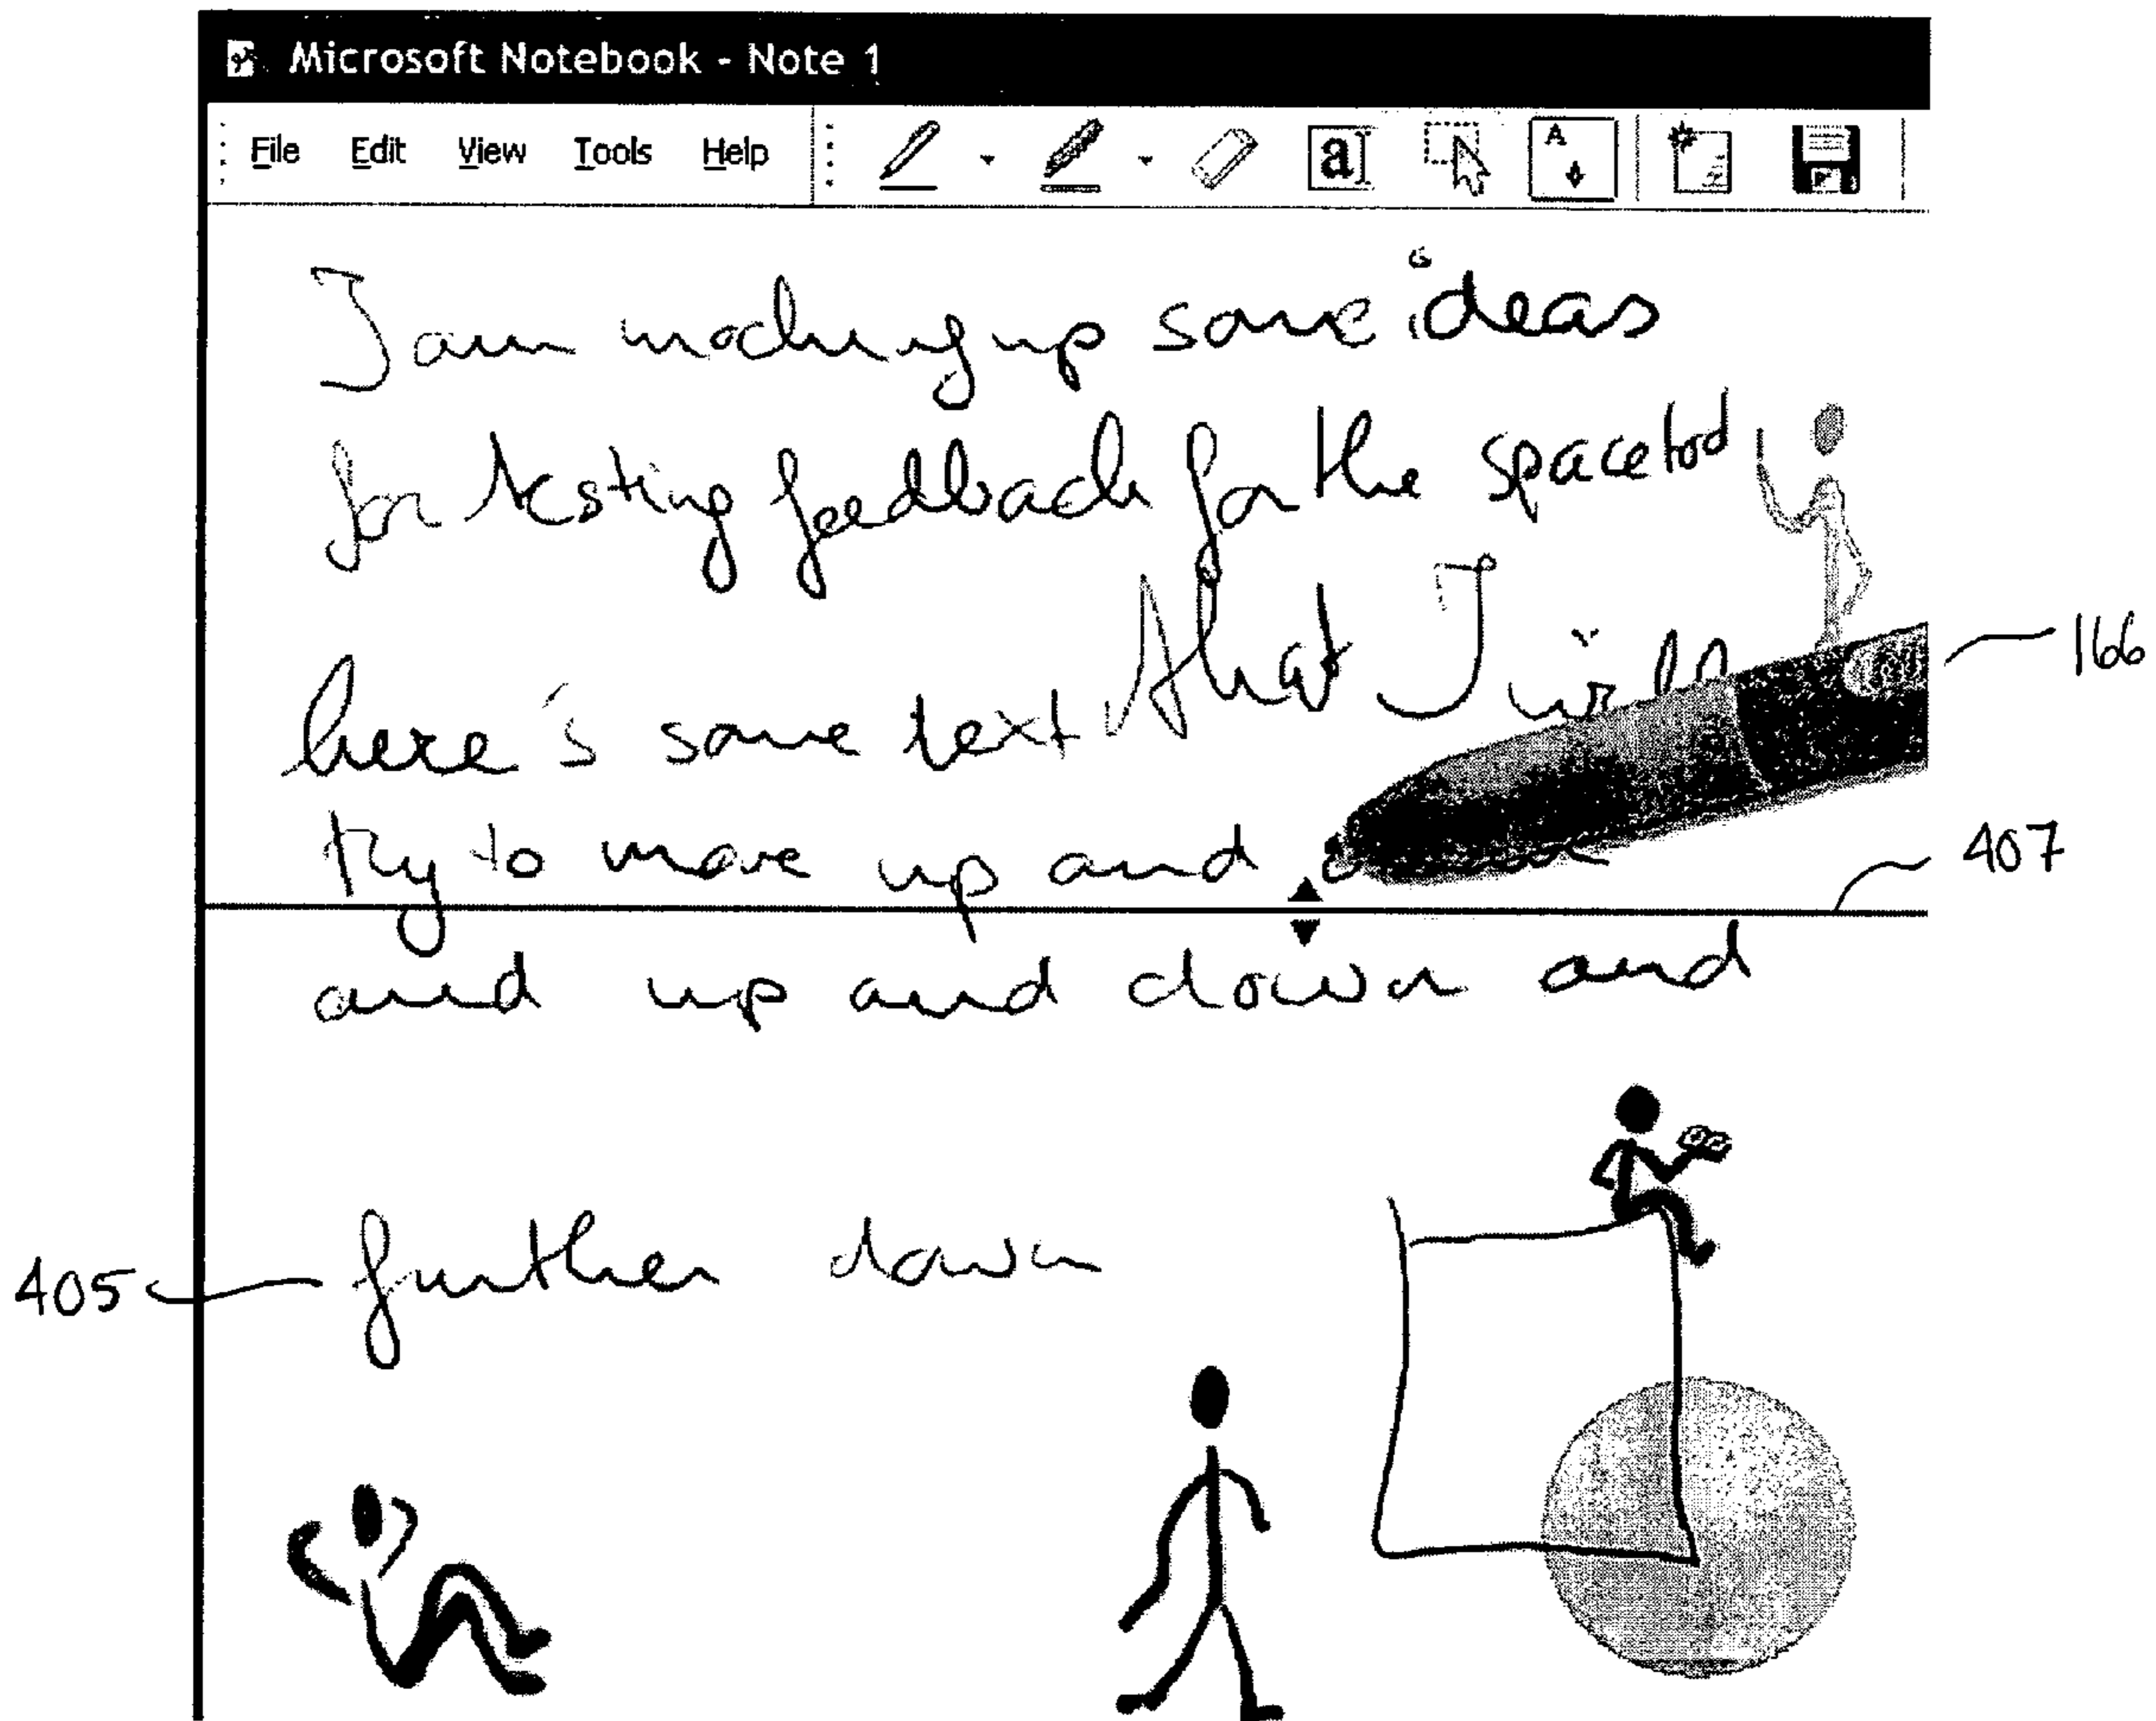 Microsoft Notebook - Note 1
File Edit View Tools Help
a
A
I am mocking up some ideas
for testing feedback for the spacetool
here's some text that I will
try to move up and
and up and down and
further down
166
407
405